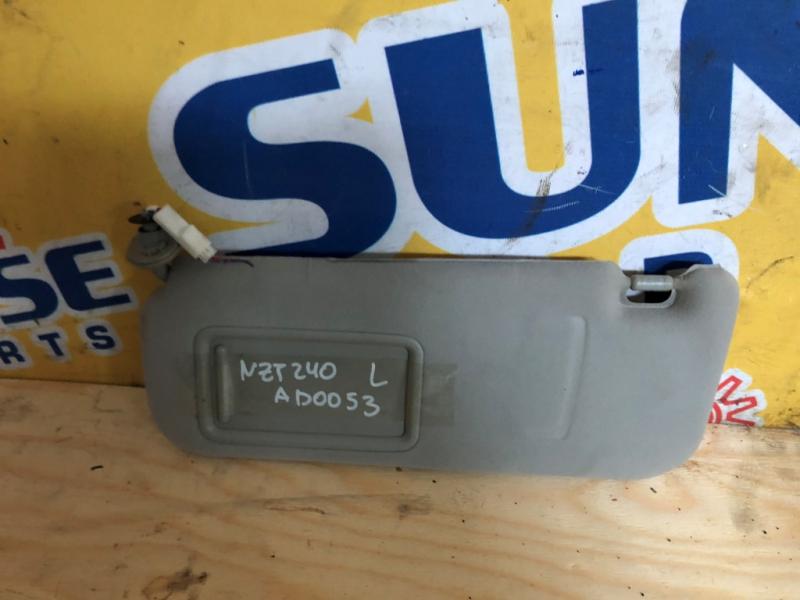 SUN
SE
RTS
NZT240 L
AD0053